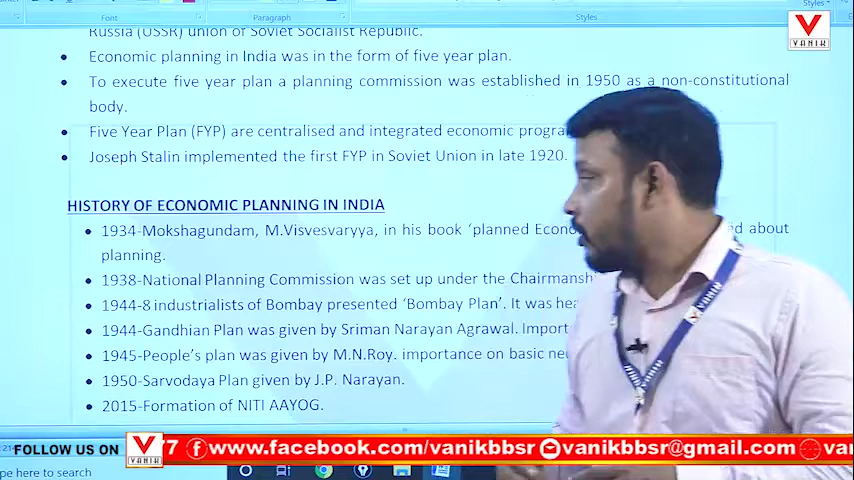 Font
Paragraph
Styles
Styles
VANIK
Russia (USSR) union of Soviet Socialist Republic.
Economic planning in India was in the form of five year plan.
To execute five year plan a planning commission was established in 1950 as a non-constitutional
body.
Five Year Plan (FYP) are centralised and integrated economic
Joseph Stalin implemented the first FYP in Soviet Union in late 1920.
HISTORY OF ECONOMIC PLANNING IN INDIA
1934-Mokshagundam, M.Visvesvaryya, in his book 'planned about
planning.
1938-National Planning Commission was set up under the
1944-8 industrialists of Bombay presented 'Bombay Plan'. It was
1944-Gandhian Plan was given by Sriman Narayan Agrawal.
1945-People's plan was given by M.N.Roy. importance on basic
1950-Sarvodaya Plan given by J.P. Narayan.
2015-Formation of NITI AAYOG.
VANIK
FOLLOW US ON VANIK 7 www.facebook.com/vanikbbsr vanikbbsr@gmail.com
pe here to search